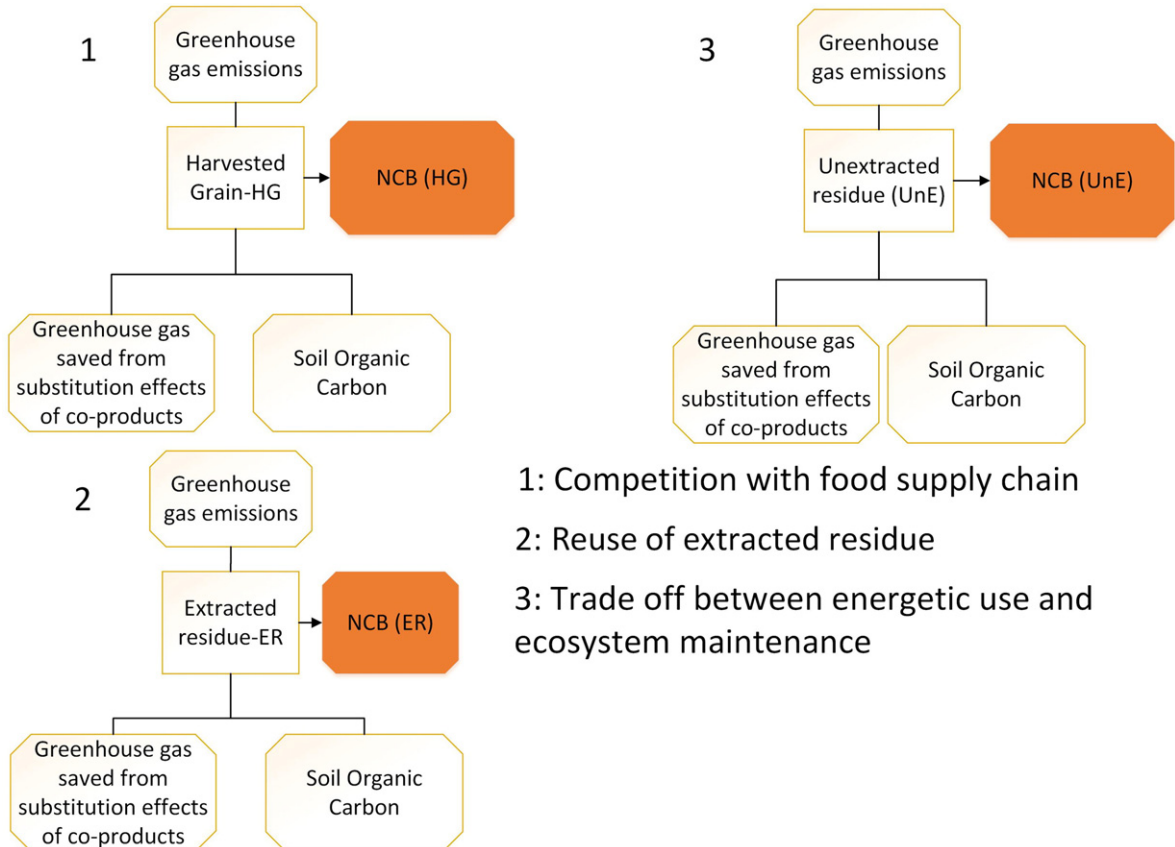 1
Greenhouse
gas emissions
Harvested
Grain-HG
NCB (HG)
Greenhouse gas
saved from
substitution effects
of co-products
Soil Organic
Carbon
2
Greenhouse
gas emissions
Extracted
residue-ER
NCB (ER)
Greenhouse gas
saved from
substitution effects
of co-products
Soil Organic
Carbon
3
Greenhouse
gas emissions
Unextracted
residue (UnE)
NCB (UnE)
Greenhouse gas
saved from
substitution effects
of co-products
Soil Organic
Carbon
1: Competition with food supply chain
2: Reuse of extracted residue
3: Trade off between energetic use and
ecosystem maintenance